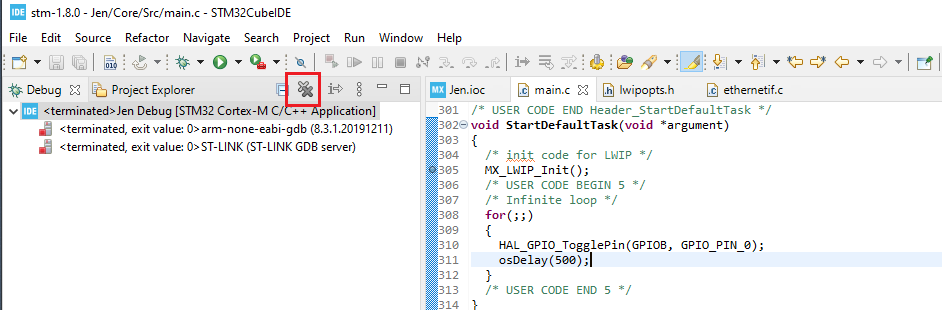 IDE stm-1.8.0 - Jen/Core/Src/main.c - STM32CubeIDE
File Edit Source Refactor Navigate Search Project Run Window Help
010
Debug Project Explorer
MX Jen.ioc main.c lwipopts.h ethernetif.c
IDE <terminated>Jen Debug [STM32 Cortex-M C/C++ Application]
<terminated, exit value: 0>arm-none-eabi-gdb (8.3.1.20191211)
<terminated, exit value: 0>ST-LINK (ST-LINK GDB server)
301 /* USER CODE END Header_StartDefaultTask */
302 void StartDefaultTask(void *argument)
303 {
304 /* init code for LWIP */
305 MX_LWIP_Init();
306 /* USER CODE BEGIN 5 */
307 /* Infinite loop */
308 for(;;)
309 {
310 HAL_GPIO_TogglePin(GPIOB, GPIO_PIN_0);
311 osDelay(500);
312 }
313 /* USER CODE END 5 */
314 }